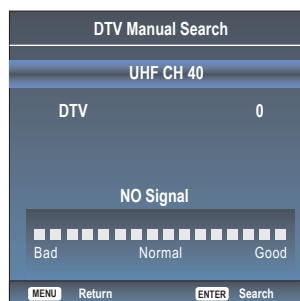 DTV Manual Search
UHF CH 40
DTV 0
NO Signal
Bad Normal Good
MENU Return ENTER Search